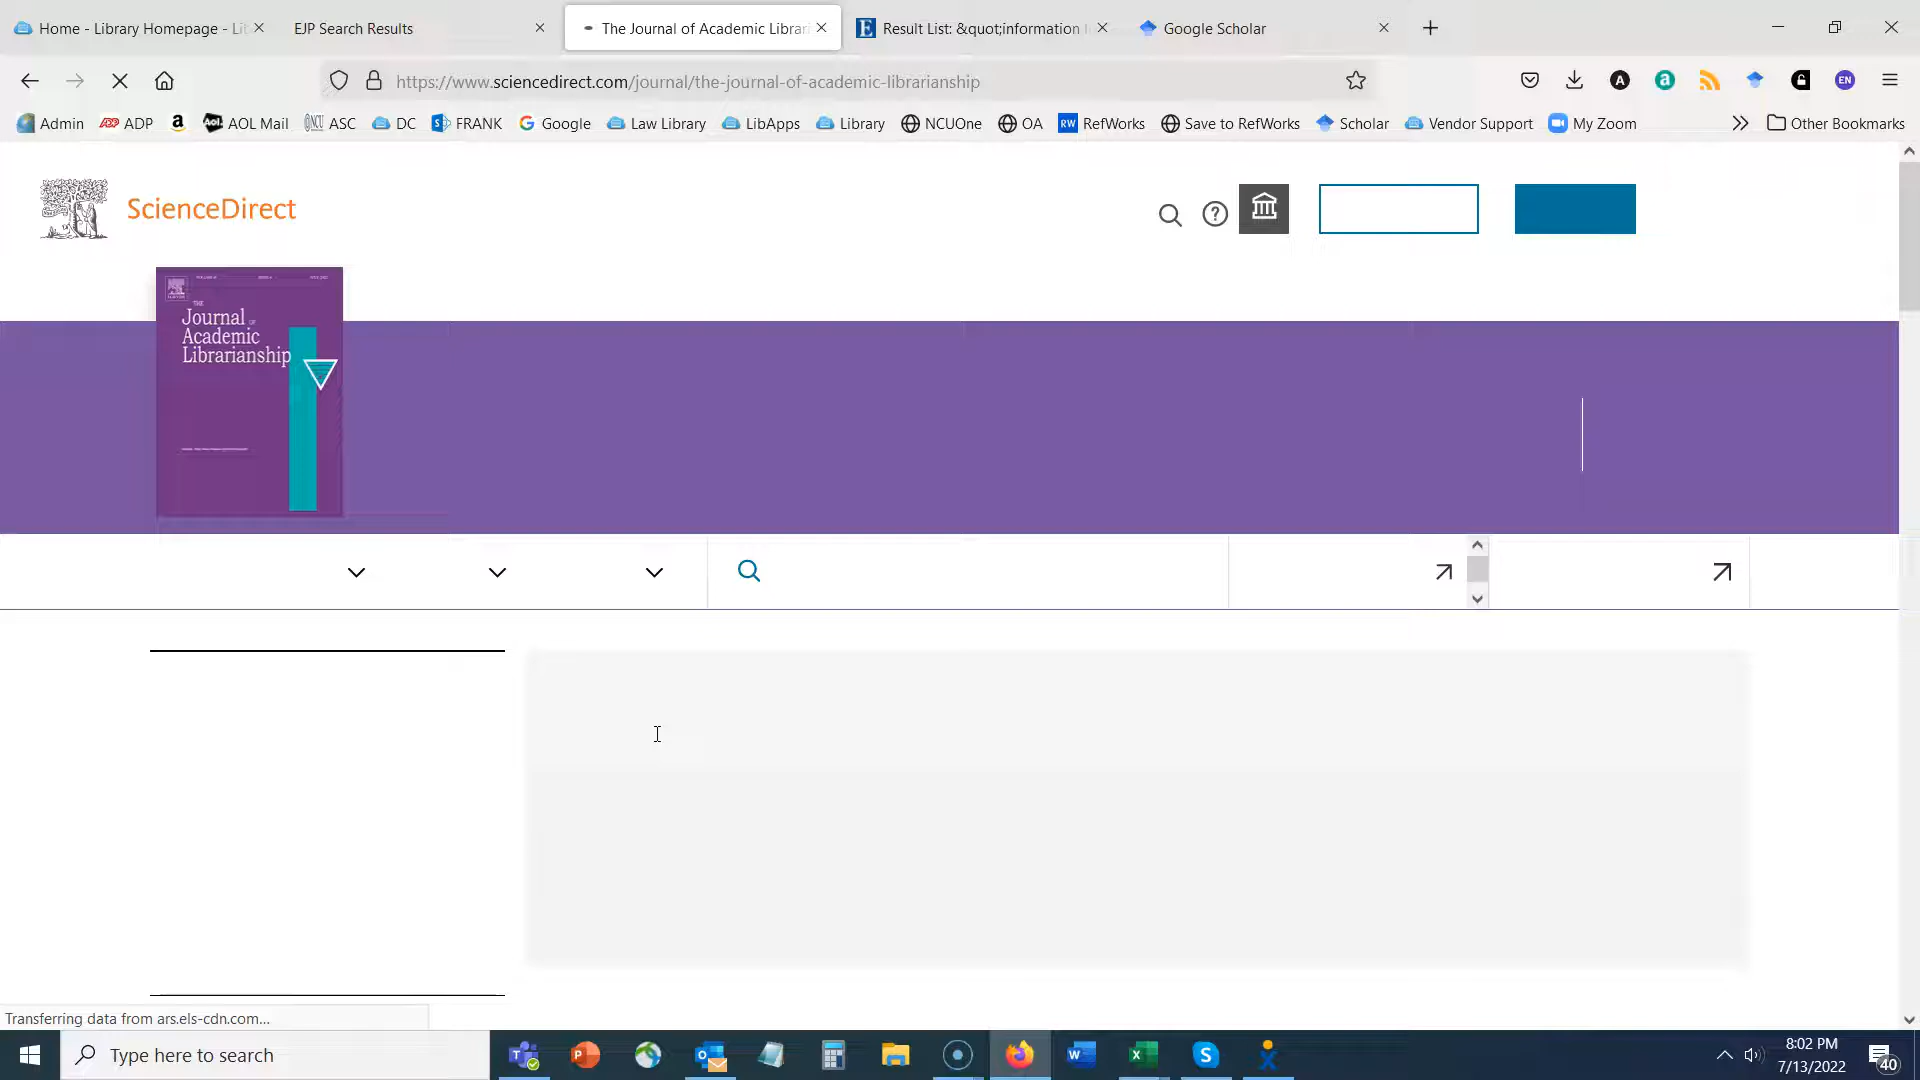 Home - Library Homepage - Li
EJP Search Results
The Journal of Academic Librari
Result List: &quot;information
Google Scholar
https://www.sciencedirect.com/journal/the-journal-of-academic-librarianship
EN
Admin
ADP
AOL Mail
ASC
DC
FRANK
Google
Law Library
LibApps
Library
NCUOne
OA
RefWorks
Save to RefWorks
Scholar
Vendor Support
My Zoom
Other Bookmarks
ScienceDirect
THE
Journal OF
Academic
Librarianship
Transferring data from ars.els-cdn.com...
Type here to search
8:02 PM
7/13/2022
40